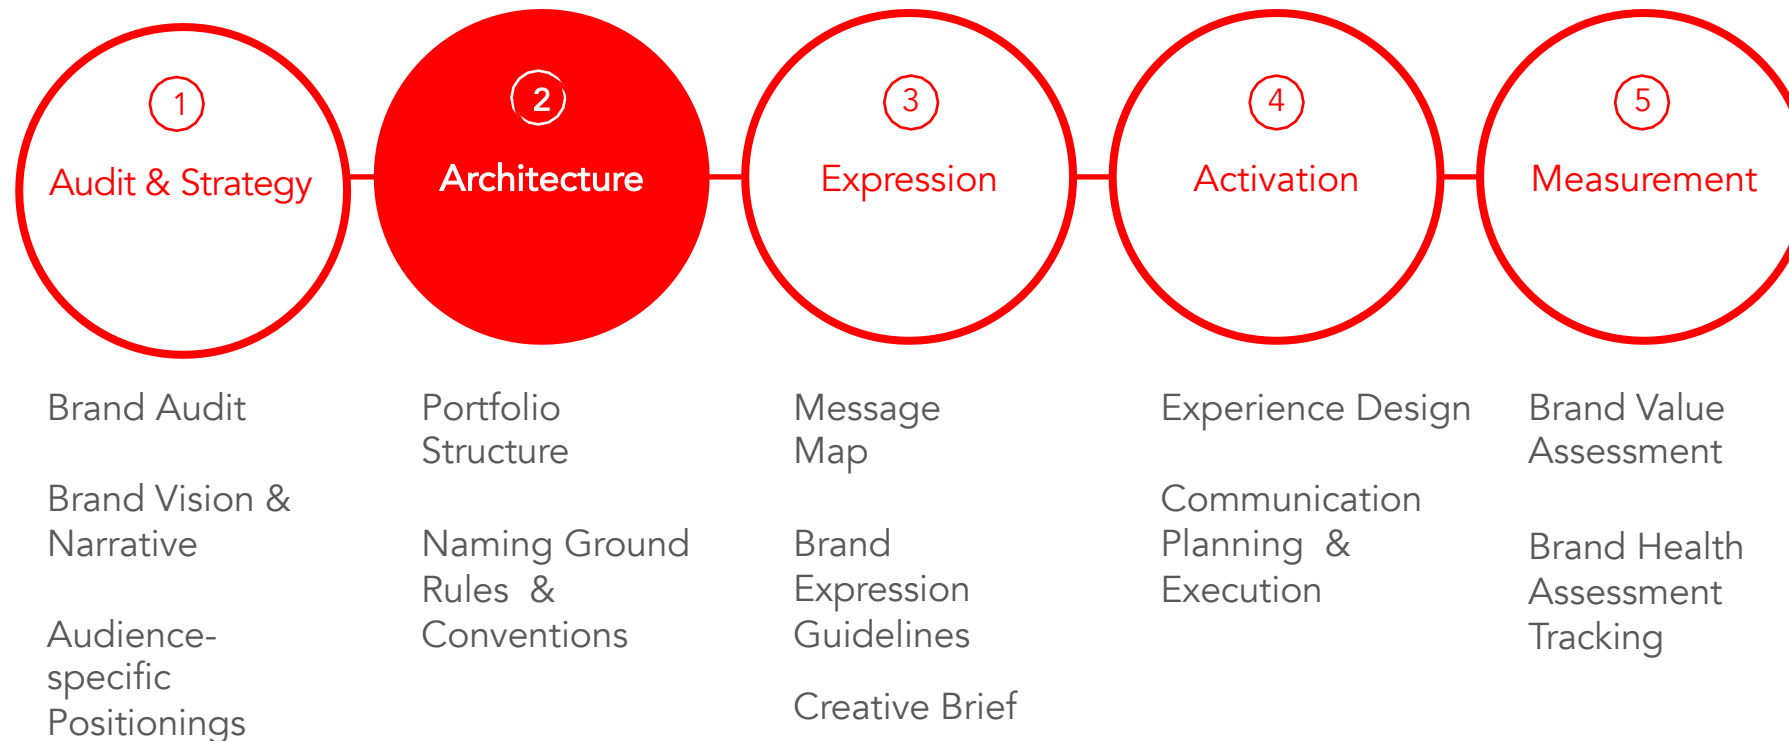 1
Audit & Strategy
2
Architecture
3
Expression
4
Activation
5
Measurement
Brand Audit
Brand Vision &
Narrative
Audience-
specific
Positionings
Portfolio
Structure
Naming Ground
Rules &
Conventions
Message
Map
Brand
Expression
Guidelines
Creative Brief
Experience Design
Communication
Planning &
Execution
Brand Value
Assessment
Brand Health
Assessment
Tracking